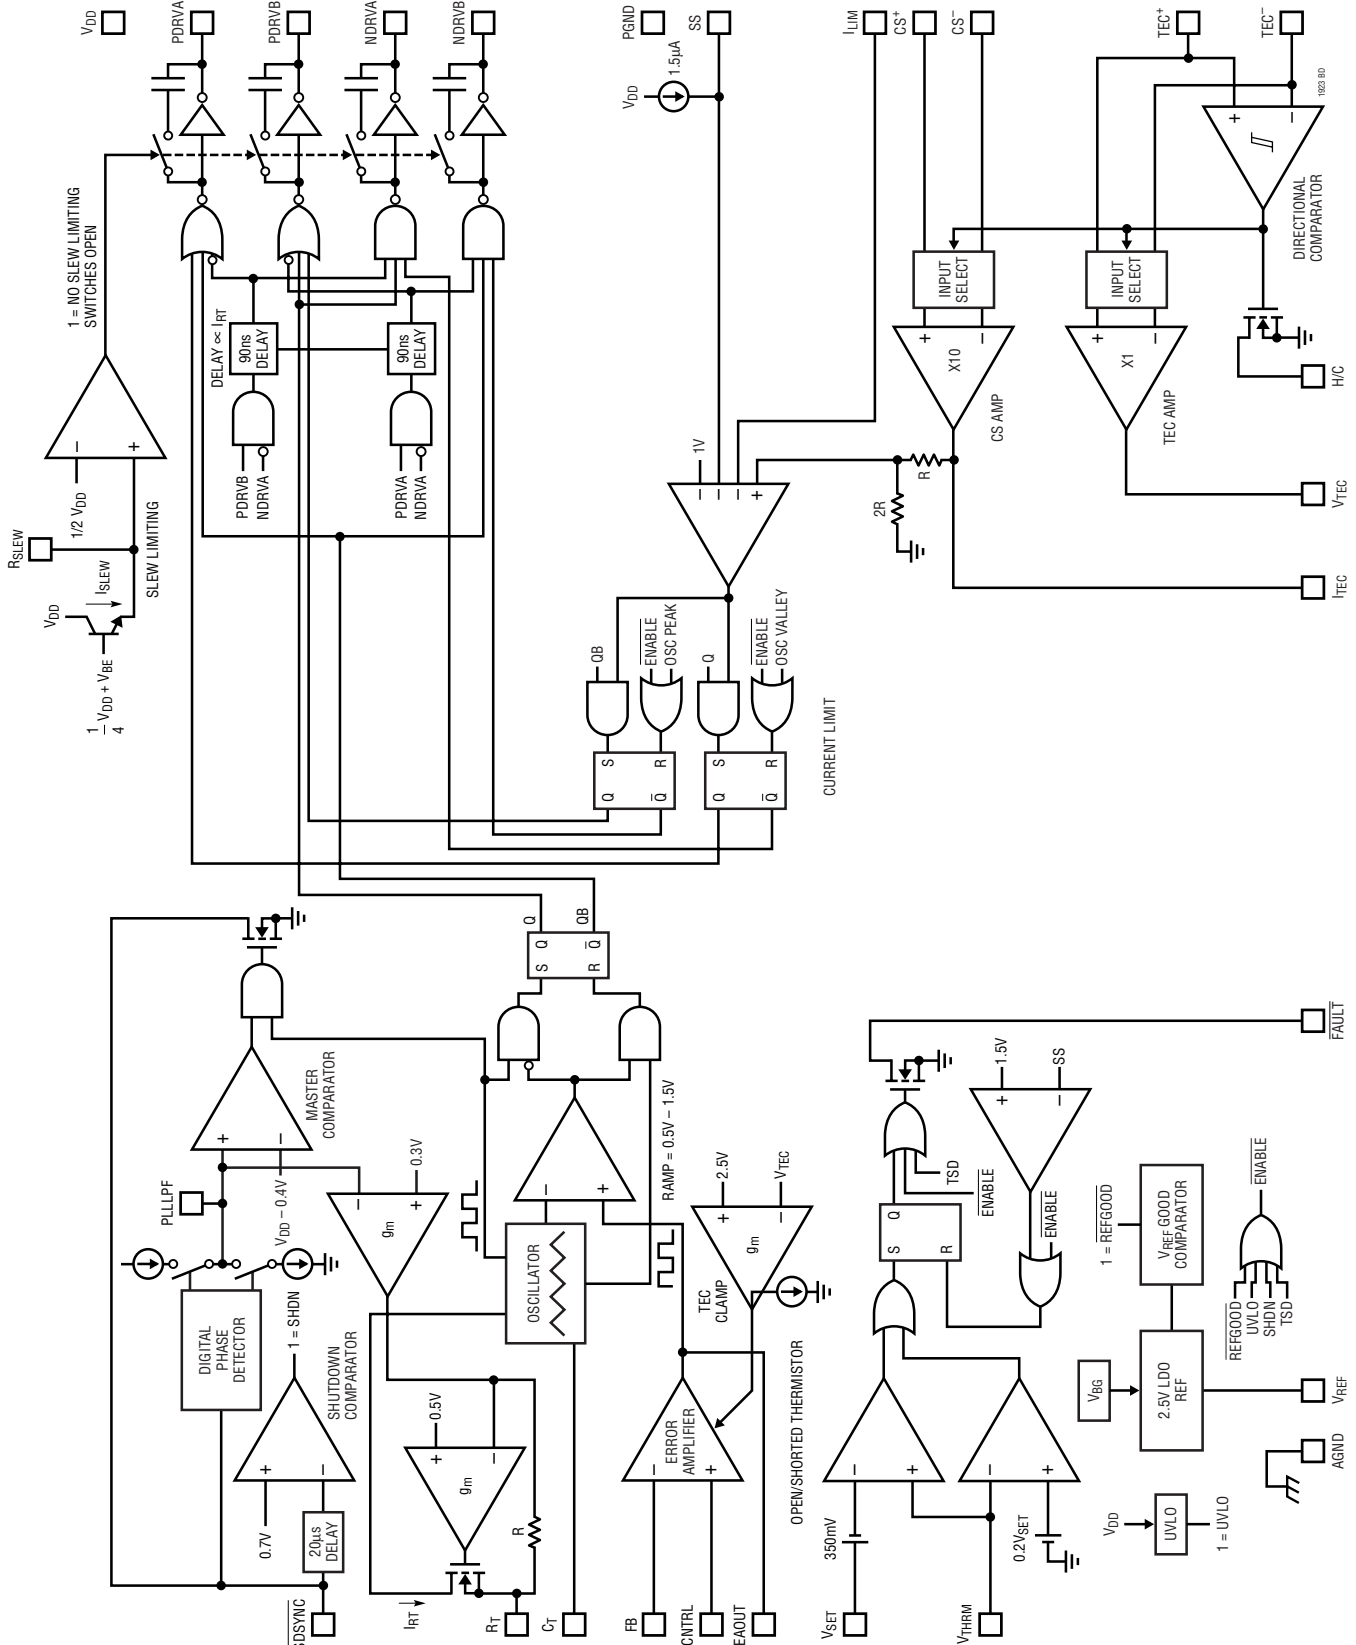 VDD
PDRVA
PDRVB
NDRVA
NDRVB
PGND
SS
ILIM
CS+
CS−
TEC+
TEC−
1923 BD
VDD
1.5µA
1 = NO SLEW LIMITING
SWITCHES OPEN
DIRECTIONAL
COMPARATOR
+
−
INPUT
SELECT
INPUT
SELECT
DELAY ∝ IRT
90ns
DELAY
90ns
DELAY
+
−
X10
CS AMP
+
−
X1
TEC AMP
H/C
PDRVB
NDRVA
PDRVA
NDRVA
−
+
1/2 VDD
RSLEW
SLEW LIMITING
ISLEW
VDD
1
— VDD + VBE
4
1V
−
−
−
+
R
2R
VTEC
ITEC
QB
ENABLE
OSC PEAK
Q
ENABLE
OSC VALLEY
S
R
Q
Q
S
R
Q
Q
CURRENT LIMIT
Q
QB
S
Q
R
Q
MASTER
COMPARATOR
+
−
PLLLPF
VDD – 0.4V
0.3V
−
+
gm
DIGITAL
PHASE
DETECTOR
1 = SHDN
SHUTDOWN
COMPARATOR
+
−
0.7V
20µs
DELAY
SDSYNC
0.5V
+
−
gm
R
IRT
RT
CT
OSCILLATOR
−
+
RAMP = 0.5V – 1.5V
2.5V
VTEC
+
−
gm
TEC
CLAMP
ERROR
AMPLIFIER
−
+
FB
CNTRL
EAOUT
OPEN/SHORTED THERMISTOR
350mV
VSET
−
+
−
+
0.2VSET
VTHRM
S
Q
R
TSD
ENABLE
ENABLE
1.5V
SS
+
−
FAULT
1 = REFGOOD
VREFGOOD
COMPARATOR
ENABLE
REFGOOD
UVLO
SHDN
TSD
VBG
2.5V LDO
REF
VREF
AGND
VDD
UVLO
1 = UVLO